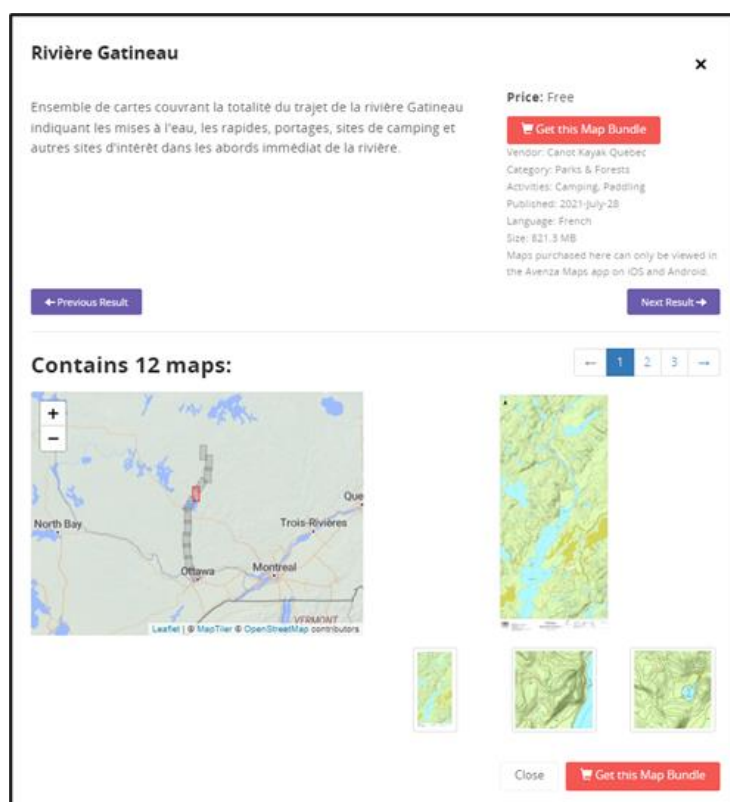 Rivière Gatineau
×
Ensemble de cartes couvrant la totalité du trajet de la rivière Gatineau
indiquant les mises à l'eau, les rapides, portages, sites de camping et
autres sites d'intérêt dans les abords immédiat de la rivière.
Price: Free
Get this Map Bundle
Vendor: Canot Kayak Quebec
Category: Parks & Forests
Activities: Camping, Paddling
Published: 2021-July-28
Language: French
Size: 821.3 MB
Maps purchased here can only be viewed in
the Avenza Maps app on iOS and Android.
← Previous Result
Next Result →
Contains 12 maps:
← 1 2 3 →
+
−
North Bay
Trois-Rivières
Que
Ottawa
Montreal
VERMONT
Leaflet | © MapTiler © OpenStreetMap contributors
Close
Get this Map Bundle